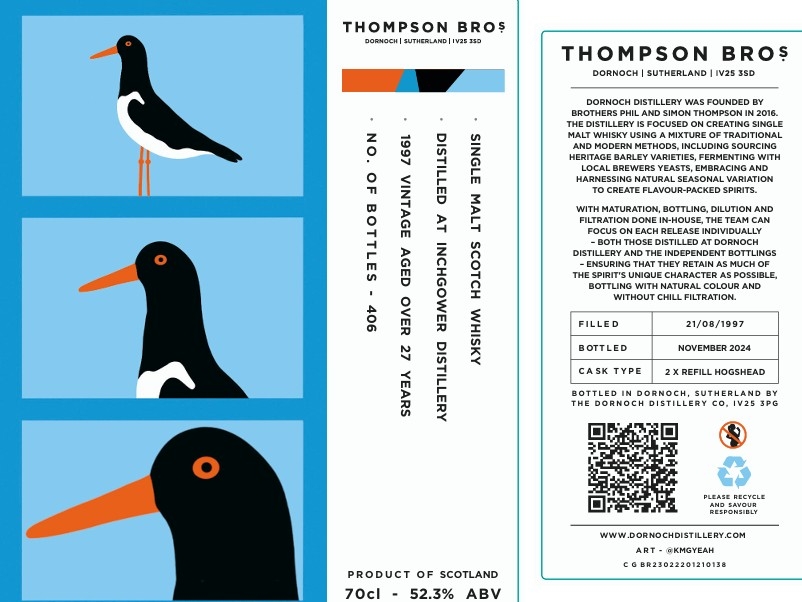 THOMPSON BROS
DORNOCH | SUTHERLAND | IV25 3SD
SINGLE MALT SCOTCH WHISKY
DISTILLED AT INCHGOWER DISTILLERY
1997 VINTAGE AGED OVER 27 YEARS
NO. OF BOTTLES - 406
PRODUCT OF SCOTLAND
70cl - 52.3% ABV
THOMPSON BROS
DORNOCH | SUTHERLAND | IV25 3SD
DORNOCH DISTILLERY WAS FOUNDED BY
BROTHERS PHIL AND SIMON THOMPSON IN 2016.
THE DISTILLERY IS FOCUSED ON CREATING SINGLE
MALT WHISKY USING A MIXTURE OF TRADITIONAL
AND MODERN METHODS, INCLUDING SOURCING
HERITAGE BARLEY VARIETIES, FERMENTING WITH
LOCAL BREWERS YEASTS, EMBRACING AND
HARNESSING NATURAL SEASONAL VARIATION
TO CREATE FLAVOUR-PACKED SPIRITS.
WITH MATURATION, BOTTLING, DILUTION AND
FILTRATION DONE IN-HOUSE, THE TEAM CAN
FOCUS ON EACH RELEASE INDIVIDUALLY
– BOTH THOSE DISTILLED AT DORNOCH
DISTILLERY AND THE INDEPENDENT BOTTLINGS
– ENSURING THAT THEY RETAIN AS MUCH OF
THE SPIRIT'S UNIQUE CHARACTER AS POSSIBLE,
BOTTLING WITH NATURAL COLOUR AND
WITHOUT CHILL FILTRATION.
FILLED 21/08/1997
BOTTLED NOVEMBER 2024
CASK TYPE 2 X REFILL HOGSHEAD
BOTTLED IN DORNOCH, SUTHERLAND BY
THE DORNOCH DISTILLERY CO, IV25 3PG
PLEASE RECYCLE
AND SAVOUR
RESPONSIBLY
WWW.DORNOCHDISTILLERY.COM
ART - @KMGYEAH
CGBR23022201210138